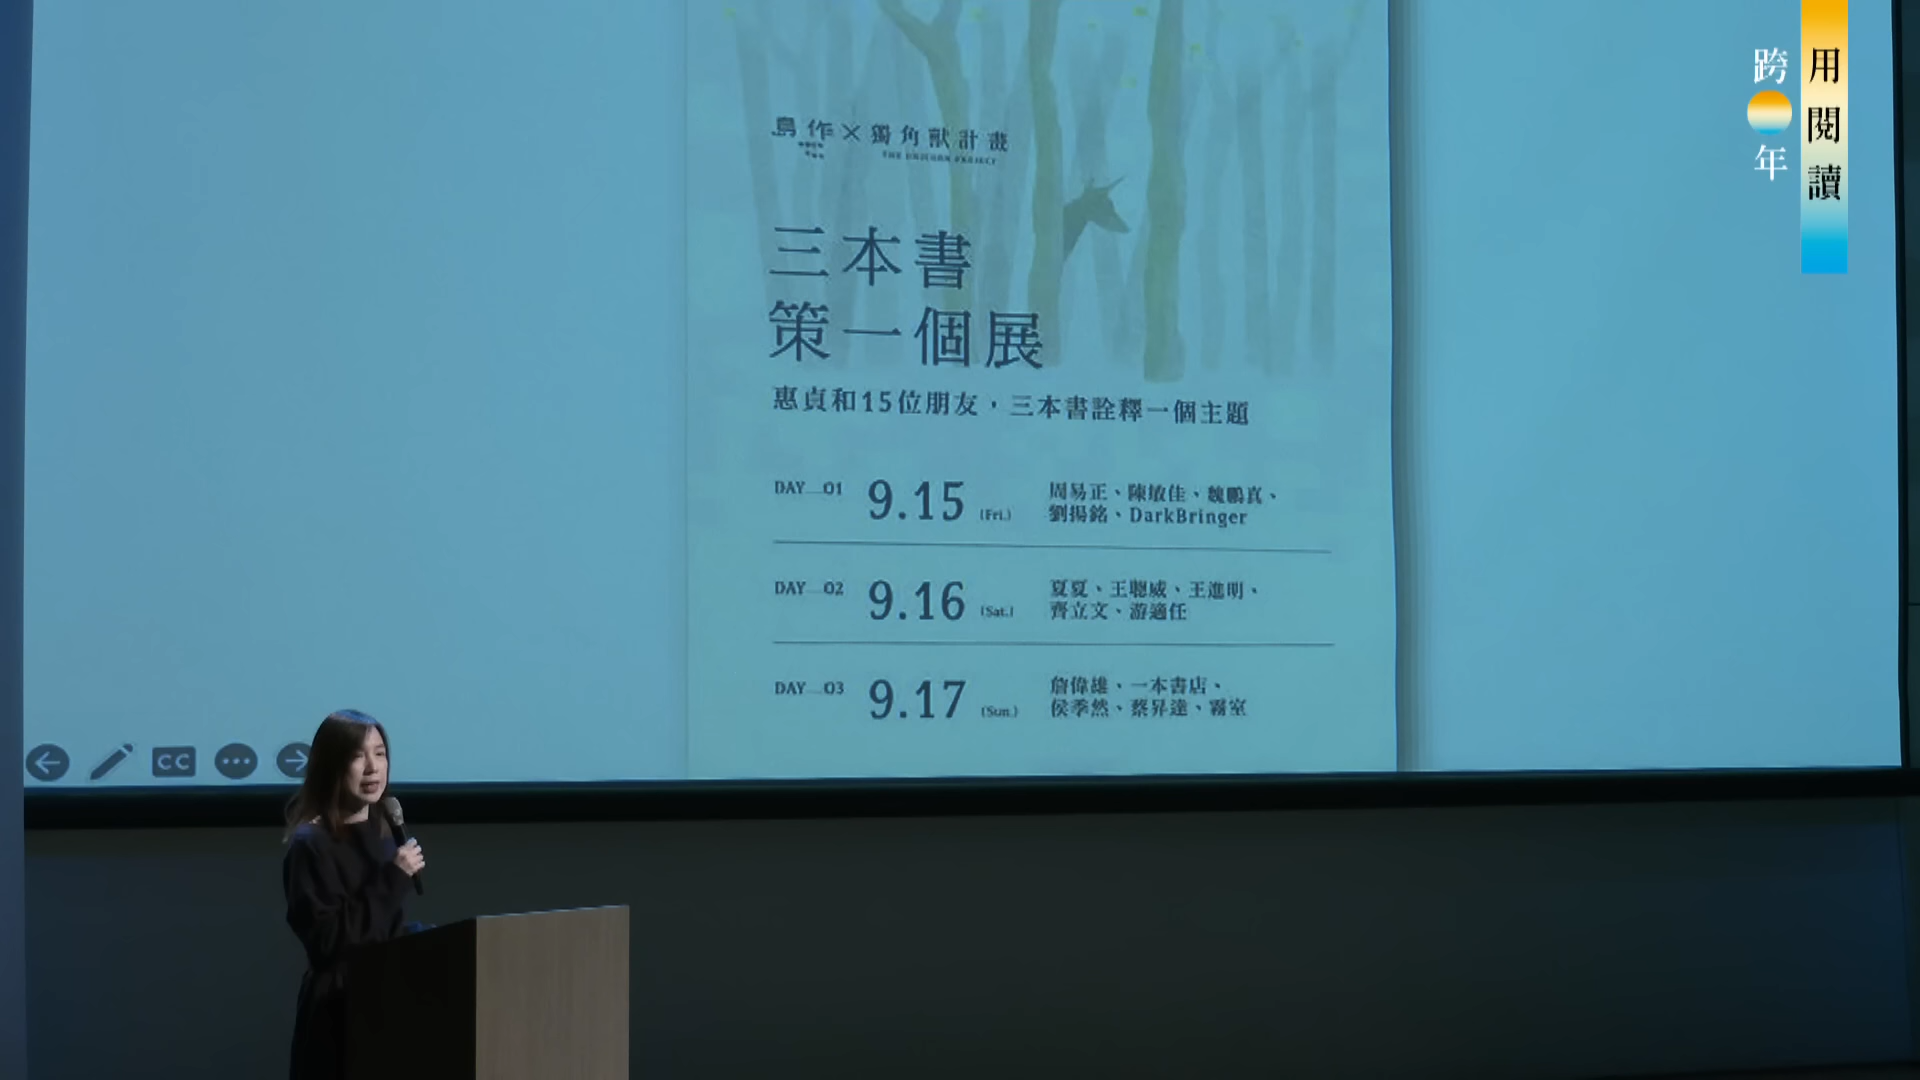 用閱讀
跨年
島作×獨角獸計畫
THE UNICORN PROJECT
三本書
策一個展
惠貞和15位朋友，三本書詮釋一個主題
DAY 01
9.15 (Fri.)
周易正、陳敏佳、魏鵬真、
劉揚銘、DarkBringer
DAY 02
9.16 (Sat.)
夏夏、王聰威、王進明、
齊立文、游適任
DAY 03
9.17 (Sun.)
詹偉雄、一本書店、
侯季然、蔡昇達、霧室
CC